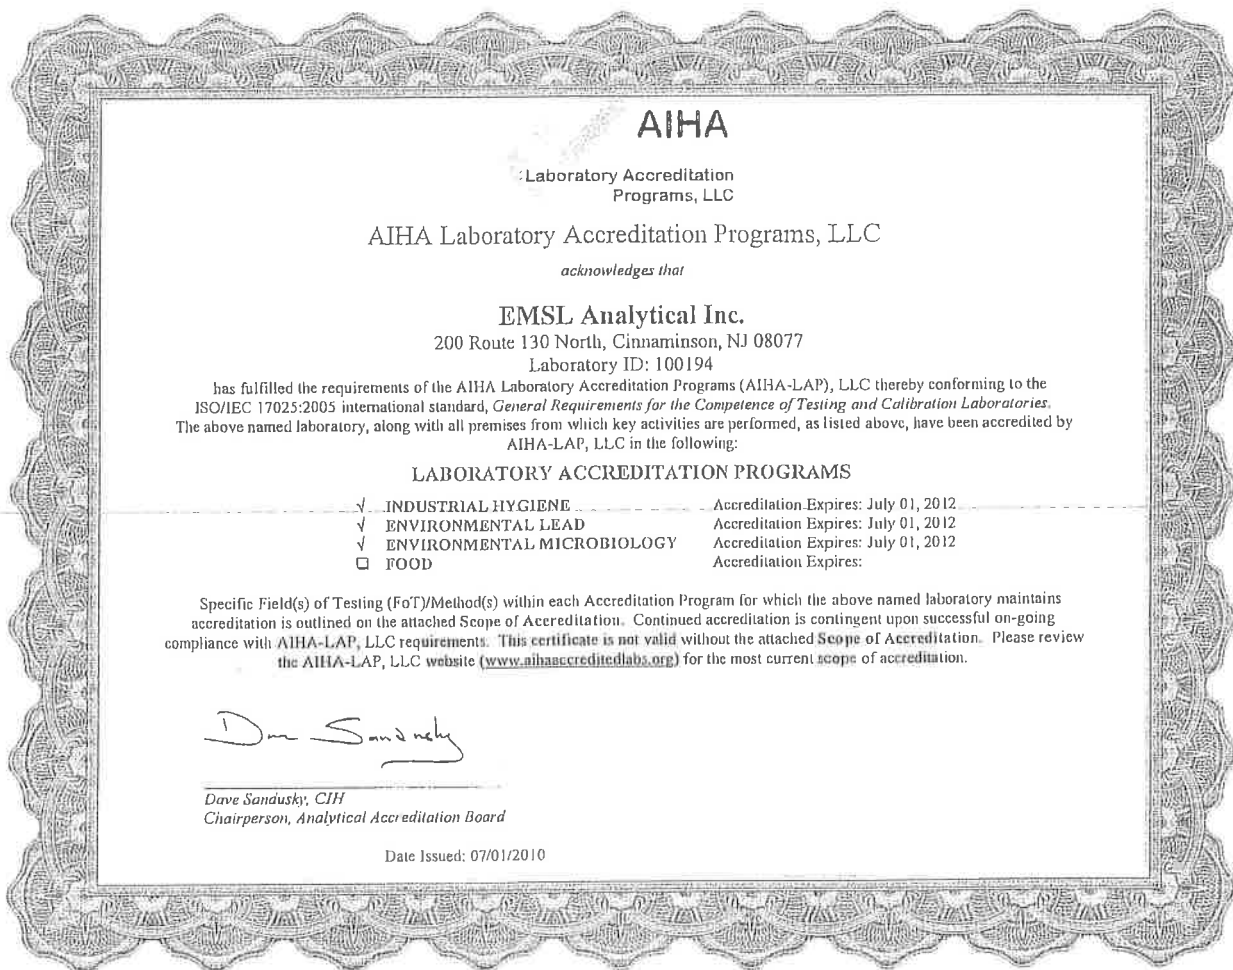 AIHA
Laboratory Accreditation
Programs, LLC
AIHA Laboratory Accreditation Programs, LLC
acknowledges that
EMSL Analytical Inc.
200 Route 130 North, Cinnaminson, NJ 08077
Laboratory ID: 100194
has fulfilled the requirements of the AIHA Laboratory Accreditation Programs (AIHA-LAP), LLC thereby conforming to the
ISO/IEC 17025:2005 international standard, General Requirements for the Competence of Testing and Calibration Laboratories.
The above named laboratory, along with all premises from which key activities are performed, as listed above, have been accredited by
AIHA-LAP, LLC in the following:
LABORATORY ACCREDITATION PROGRAMS
√ INDUSTRIAL HYGIENE Accreditation Expires: July 01, 2012
√ ENVIRONMENTAL LEAD Accreditation Expires: July 01, 2012
√ ENVIRONMENTAL MICROBIOLOGY Accreditation Expires: July 01, 2012
☐ FOOD Accreditation Expires:
Specific Field(s) of Testing (FoT)/Method(s) within each Accreditation Program for which the above named laboratory maintains
accreditation is outlined on the attached Scope of Accreditation. Continued accreditation is contingent upon successful on-going
compliance with AIHA-LAP, LLC requirements. This certificate is not valid without the attached Scope of Accreditation. Please review
the AIHA-LAP, LLC website (www.aihaaccreditedlabs.org) for the most current scope of accreditation.
Dave Sandusky
Dave Sandusky, CIH
Chairperson, Analytical Accreditation Board
Date Issued: 07/01/2010